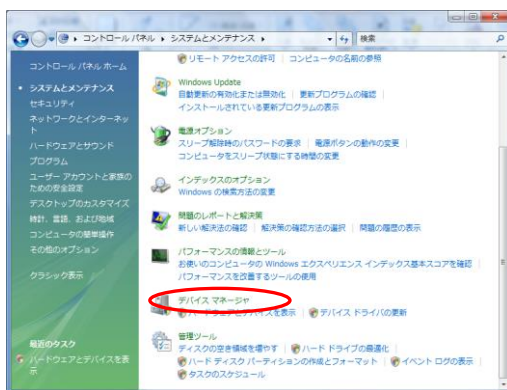 コントロール パネル ▸ システムとメンテナンス ▸
検索
コントロール パネル ホーム
システムとメンテナンス
セキュリティ
ネットワークとインターネッ
ト
ハードウェアとサウンド
プログラム
ユーザー アカウントと家族の
ための安全設定
デスクトップのカスタマイズ
時計、言語、および地域
コンピュータの簡単操作
その他のオプション
クラシック表示
最近のタスク
ハードウェアとデバイスを表
示
リモート アクセスの許可 コンピュータの名前の参照
Windows Update
自動更新の有効化または無効化 更新プログラムの確認
インストールされている更新プログラムの表示
電源オプション
スリープ解除時のパスワードの要求 電源ボタンの動作の変更
コンピュータをスリープ状態にする時間の変更
インデックスのオプション
Windows の検索方法の変更
問題のレポートと解決策
新しい解決法の確認 解決策の確認方法の選択 問題の履歴の表示
パフォーマンスの情報とツール
お使いのコンピュータの Windows エクスペリエンス インデックス基本スコアを確認
パフォーマンスを改善するツールの使用
デバイス マネージャ
ハードウェアとデバイスを表示 デバイス ドライバの更新
管理ツール
ディスクの空き領域を増やす ハード ドライブの最適化
ハード ディスク パーティションの作成とフォーマット イベント ログの表示
タスクのスケジュール